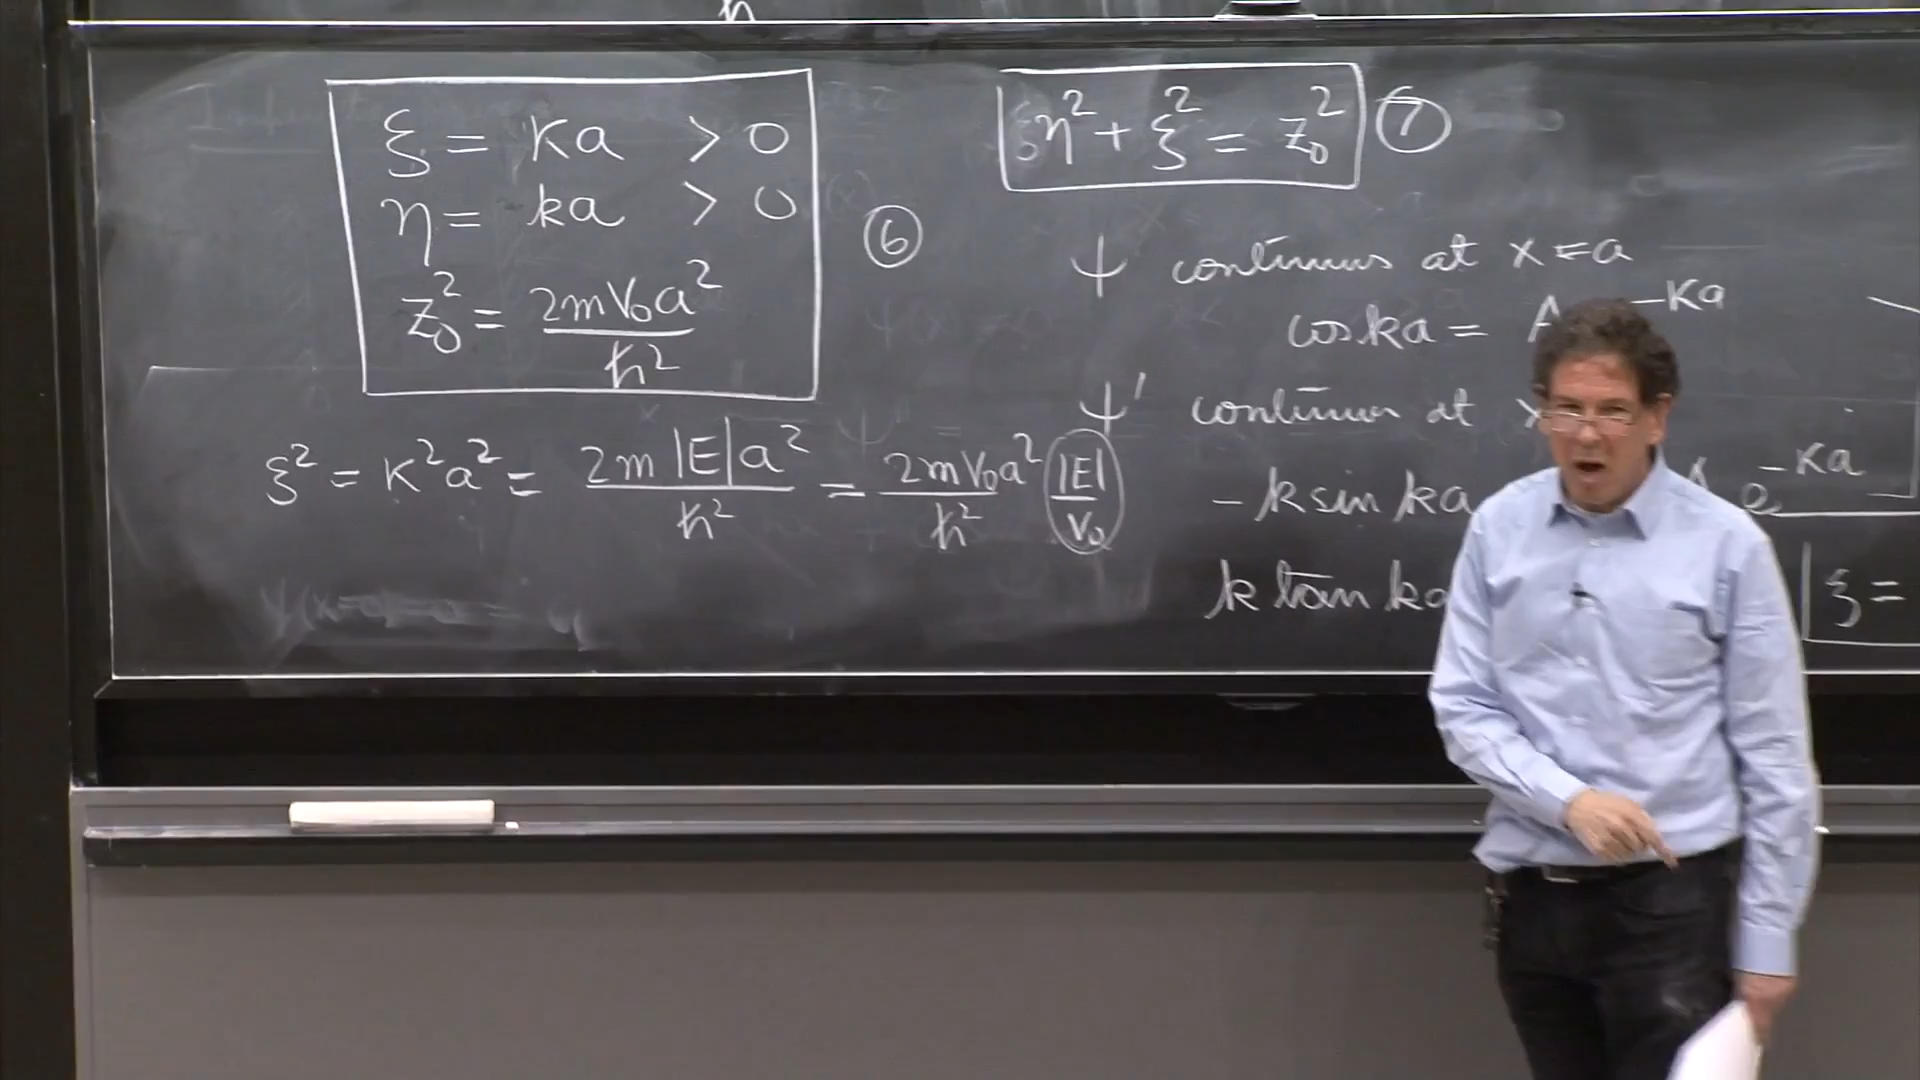 ħ
ξ = κa > 0
η = ka > 0
z₀² = 2mV₀a² / ħ²
⑥
ξ² = κ²a² = 2m|E|a² / ħ² = 2mV₀a² / ħ² |E| / V₀
η² + ξ² = z₀² ⑦
ψ continuous at x = a
cos ka = A -κa
ψ' continuous at x
-k sin ka e^-κa
k tan ka
ξ =